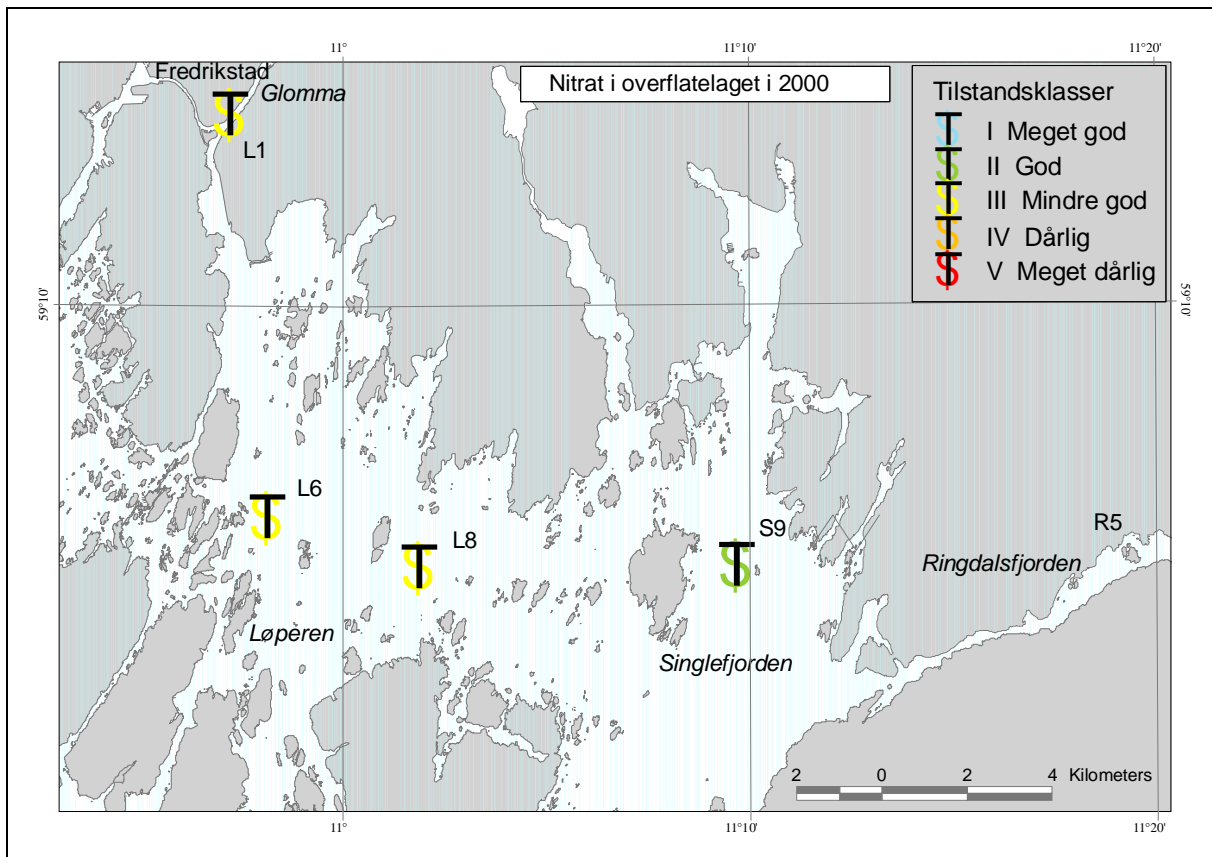 11°
11°10'
11°20'
Nitrat i overflatelaget i 2000
Tilstandsklasser
$ I Meget god
$ II God
$ III Mindre god
$ IV Dårlig
$ V Meget dårlig
Fredrikstad
Glomma
$ L1
59°10'
59°10'
$ L6
$ L8
$ S9
R5
Ringdalsfjorden
Løperen
Singlefjorden
2 0 2 4 Kilometers
11°
11°10'
11°20'